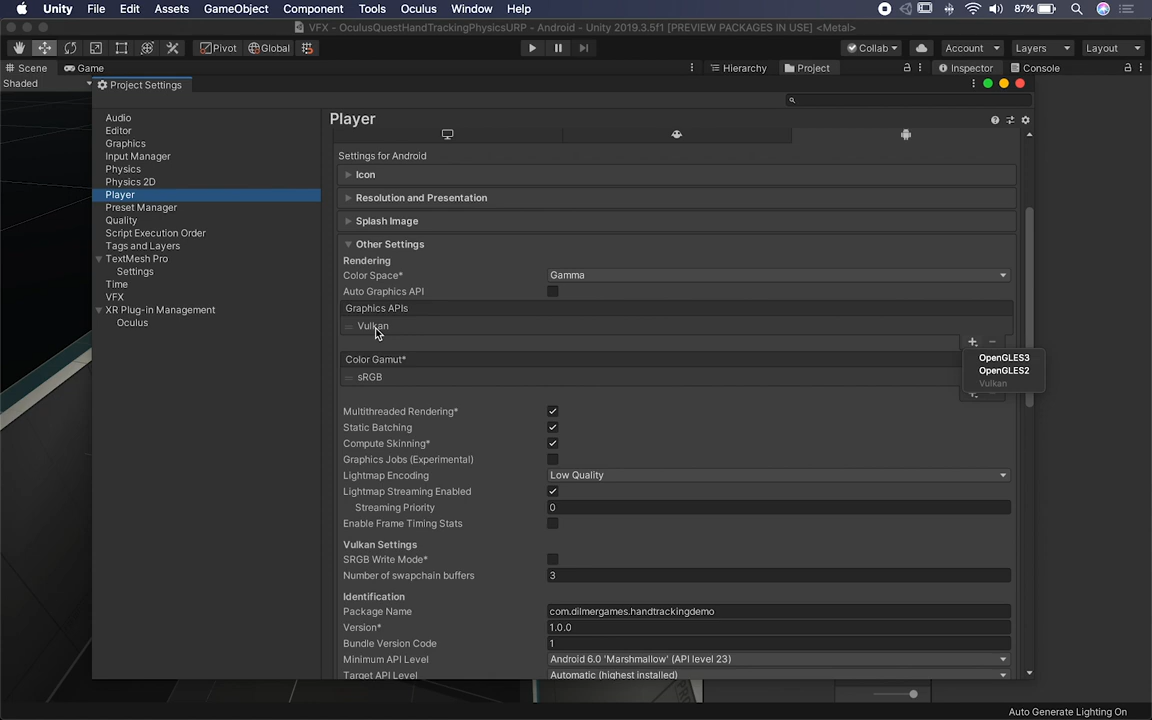 Unity File Edit Assets GameObject Component Tools Oculus Window Help 87%
VFX - OculusQuestHandTrackingPhysicsURP - Android - Unity 2019.3.5f1 [PREVIEW PACKAGES IN USE] <Metal>
Pivot Global Collab Account Layers Layout
Scene Game Hierarchy Project Inspector Console
Shaded Project Settings
Player
Audio
Editor
Graphics
Input Manager
Physics
Physics 2D
Player
Preset Manager
Quality
Script Execution Order
Tags and Layers
TextMesh Pro
Settings
Time
VFX
XR Plug-in Management
Oculus
Settings for Android
Icon
Resolution and Presentation
Splash Image
Other Settings
Rendering
Color Space* Gamma
Auto Graphics API
Graphics APIs
Vulkan
Color Gamut*
sRGB
OpenGLES3
OpenGLES2
Vulkan
Multithreaded Rendering*
Static Batching
Compute Skinning*
Graphics Jobs (Experimental)
Lightmap Encoding Low Quality
Lightmap Streaming Enabled
Streaming Priority 0
Enable Frame Timing Stats
Vulkan Settings
SRGB Write Mode*
Number of swapchain buffers 3
Identification
Package Name com.dilmergames.handtrackingdemo
Version* 1.0.0
Bundle Version Code 1
Minimum API Level Android 6.0 'Marshmallow' (API level 23)
Target API Level Automatic (highest installed)
Auto Generate Lighting On